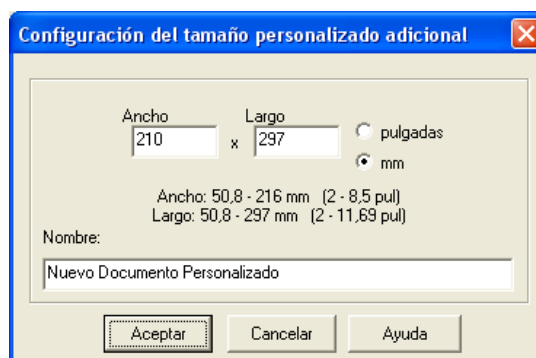 Configuración del tamaño personalizado adicional
Ancho Largo
210 x 297 pulgadas
mm
Ancho: 50,8 - 216 mm (2 - 8,5 pul)
Largo: 50,8 - 297 mm (2 - 11,69 pul)
Nombre:
Nuevo Documento Personalizado
Aceptar Cancelar Ayuda